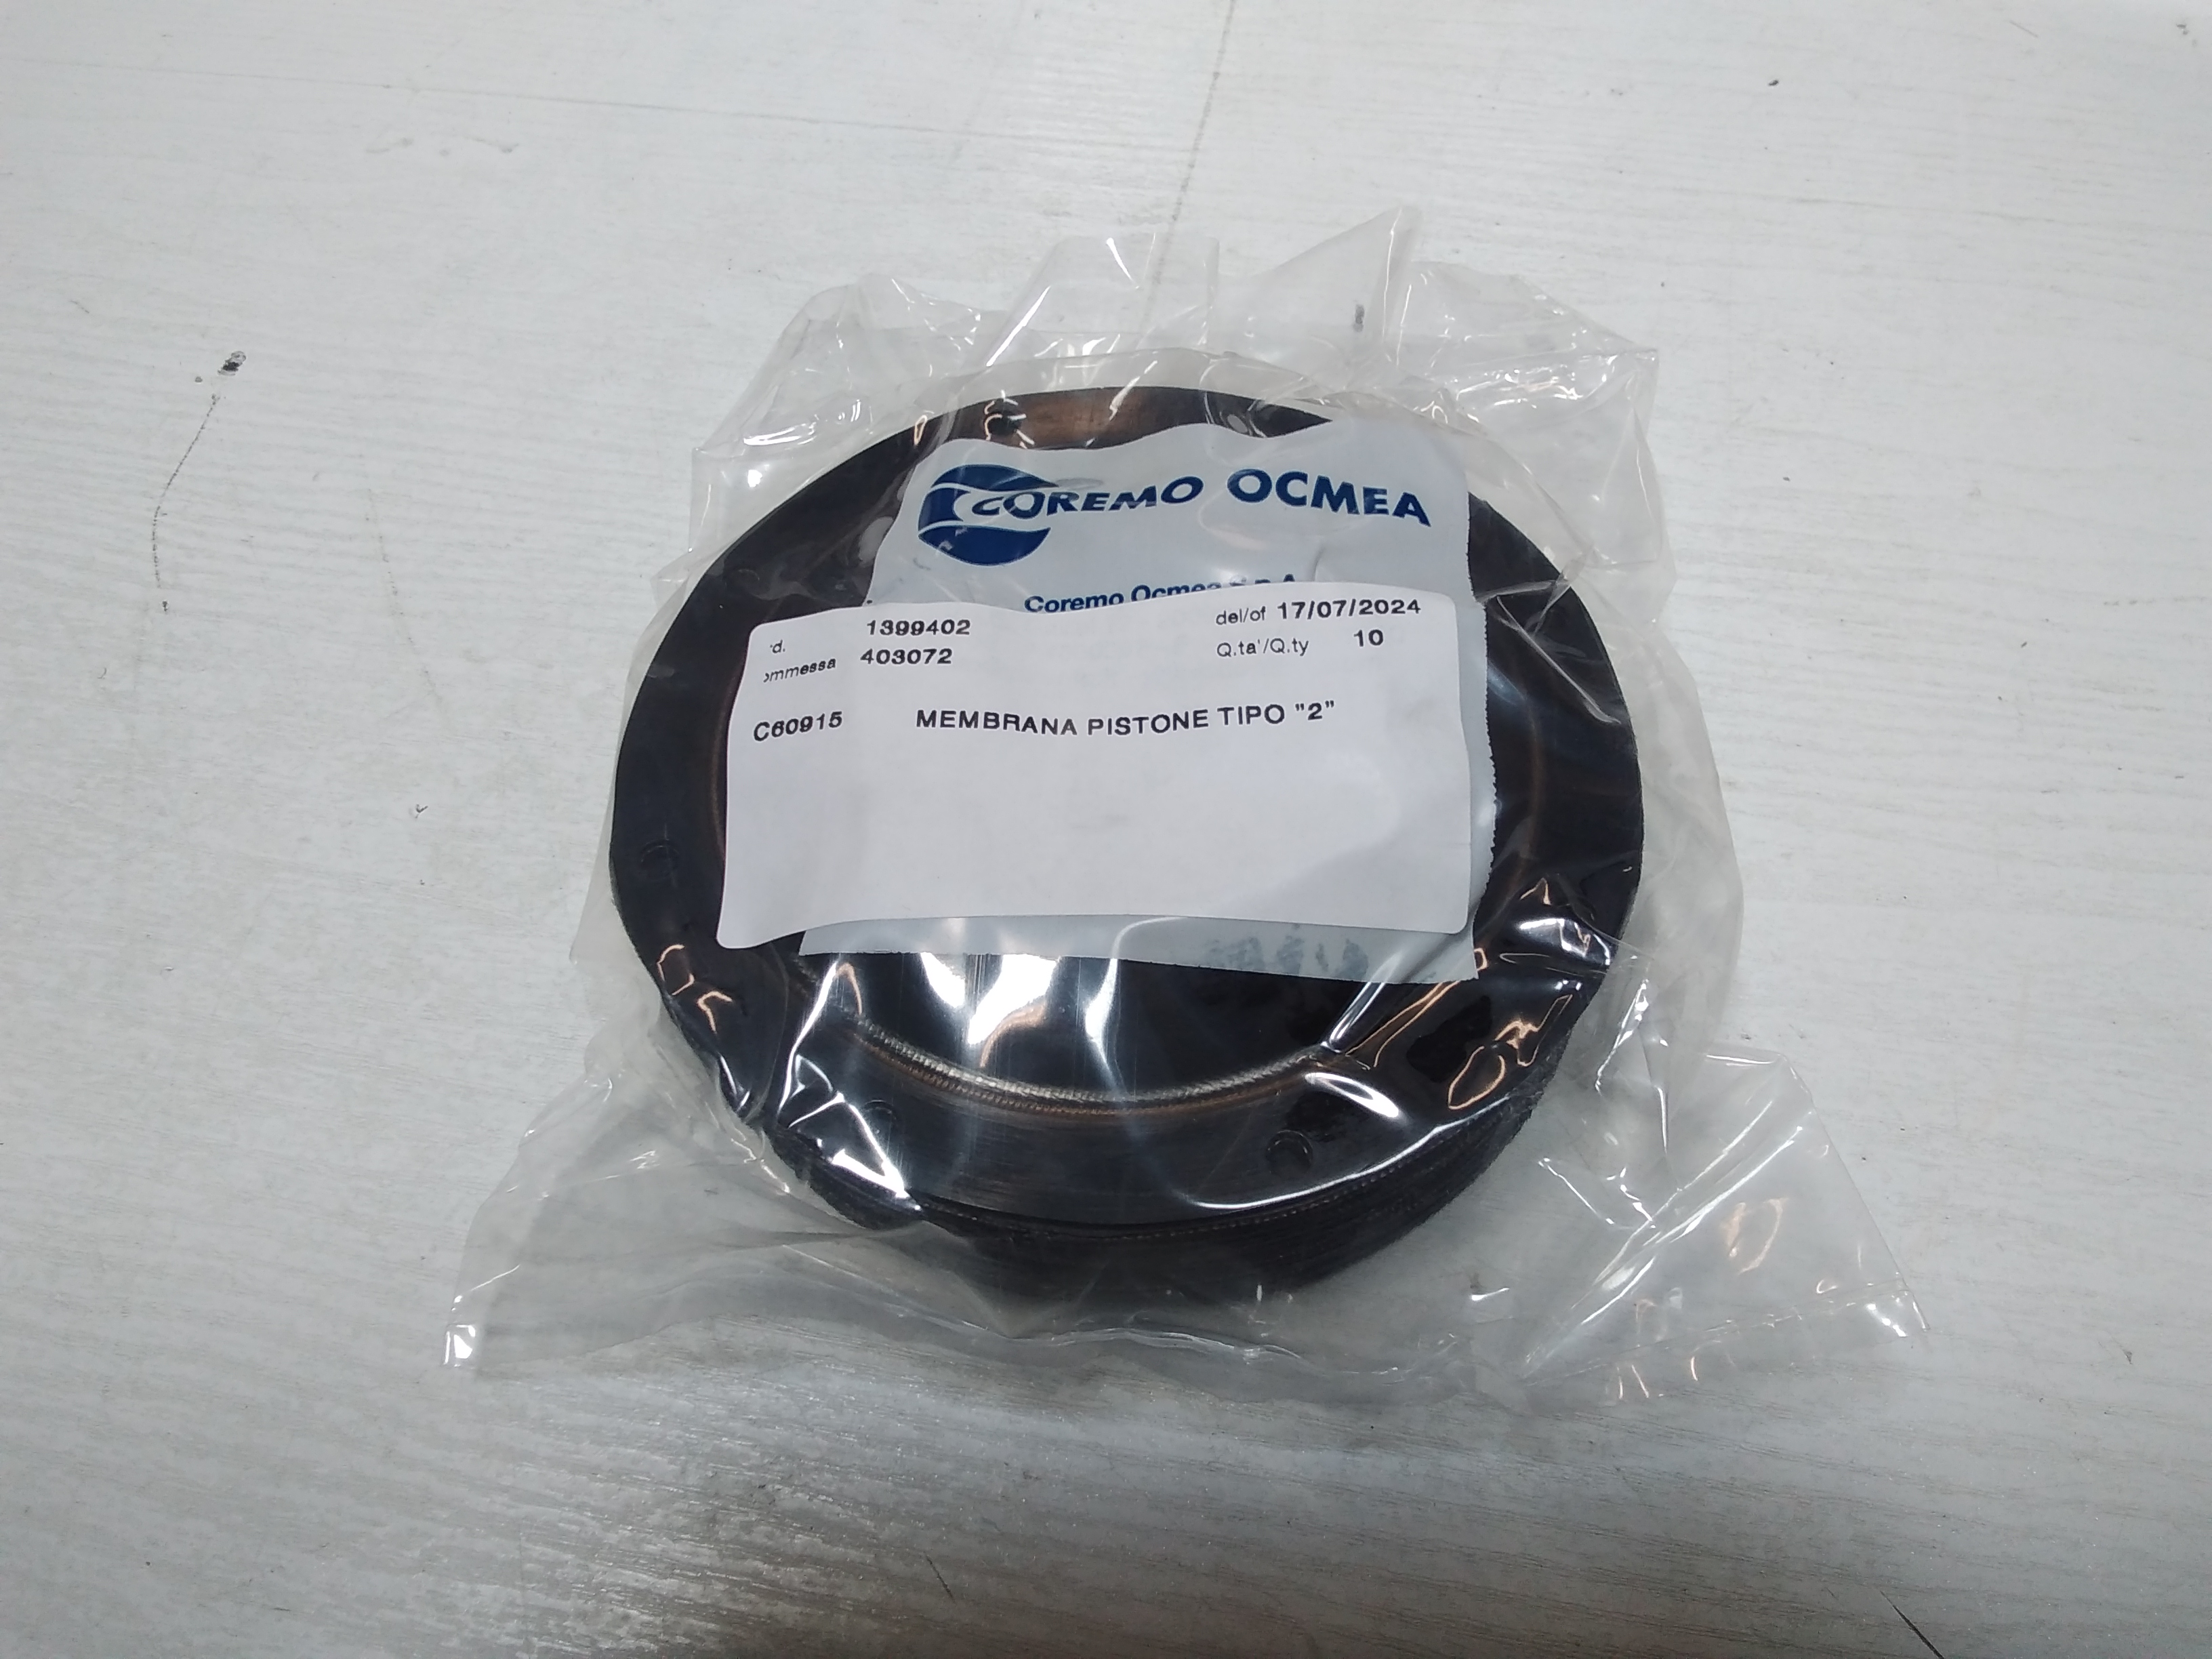 COREMO OCMEA
Coremo Ocmea S.p.A.
d. 1399402 del/of 17/07/2024
ommessa 403072 Q.ta'/Q.ty 10
C60915 MEMBRANA PISTONE TIPO "2"